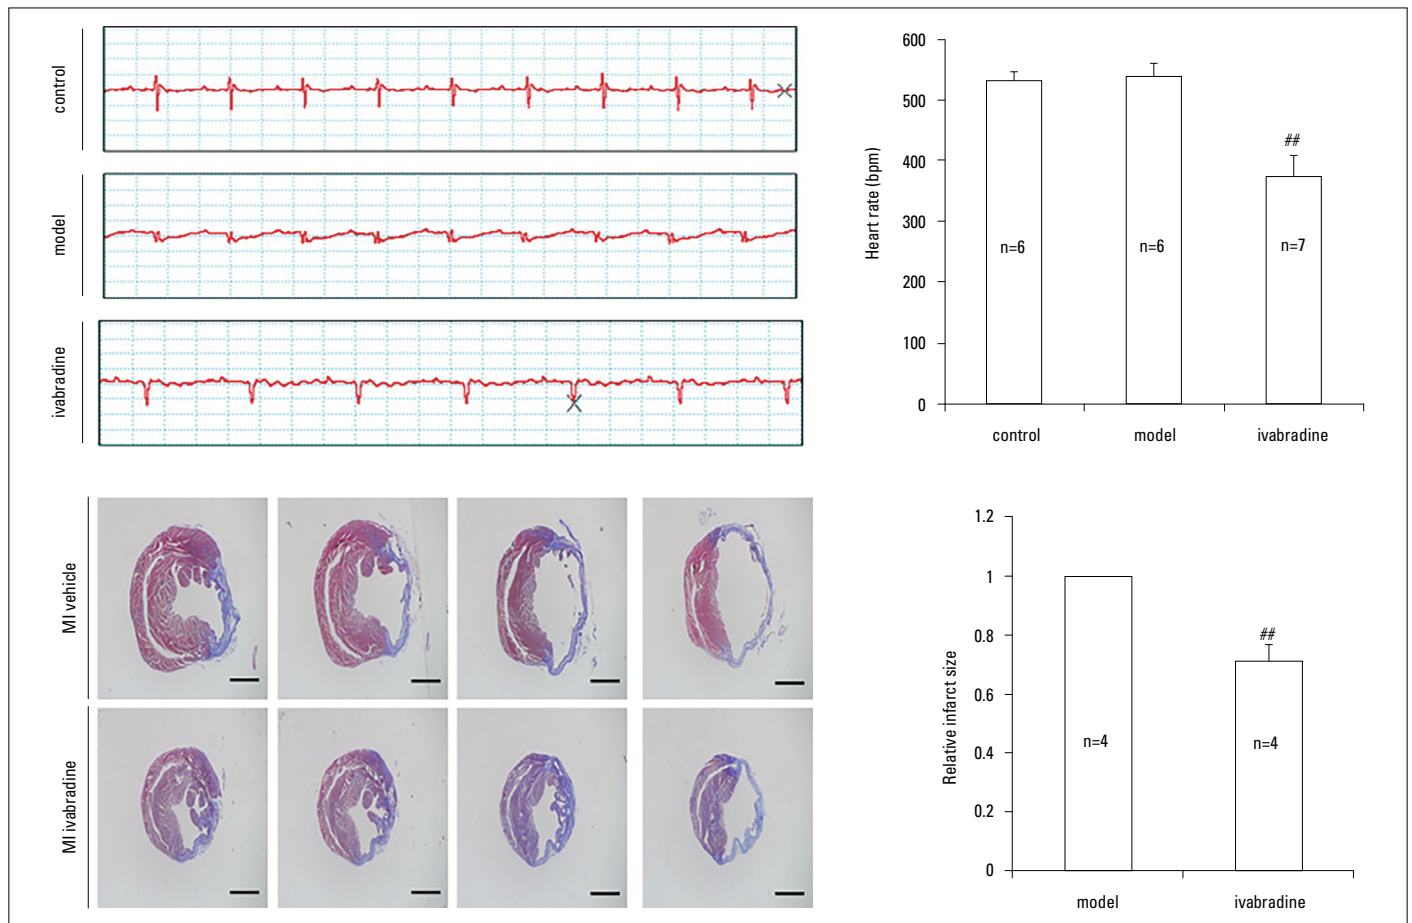 control
model
ivabradine
Heart rate (bpm)
600
500
400
300
200
100
0
##
n=6
n=6
n=7
control
model
ivabradine
MI vehicle
MI ivabradine
Relative infarct size
1.2
1
0.8
0.6
0.4
0.2
0
##
n=4
n=4
model
ivabradine